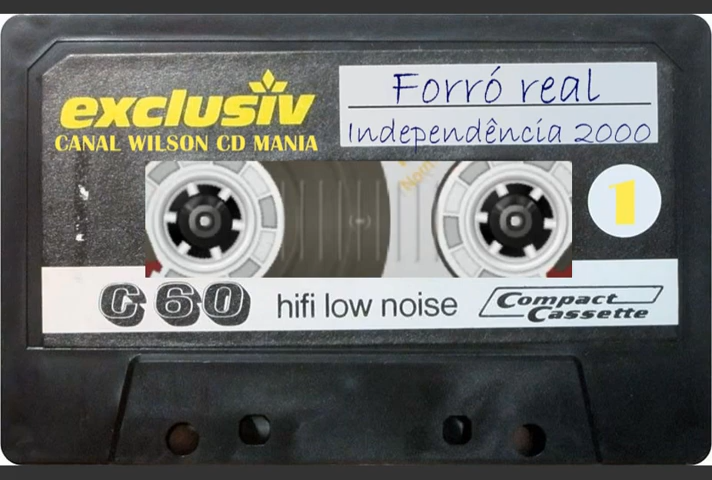 exclusiv
CANAL WILSON CD MANIA
Forró real
Independência 2000
1
C 60
hifi low noise
Compact
Cassette